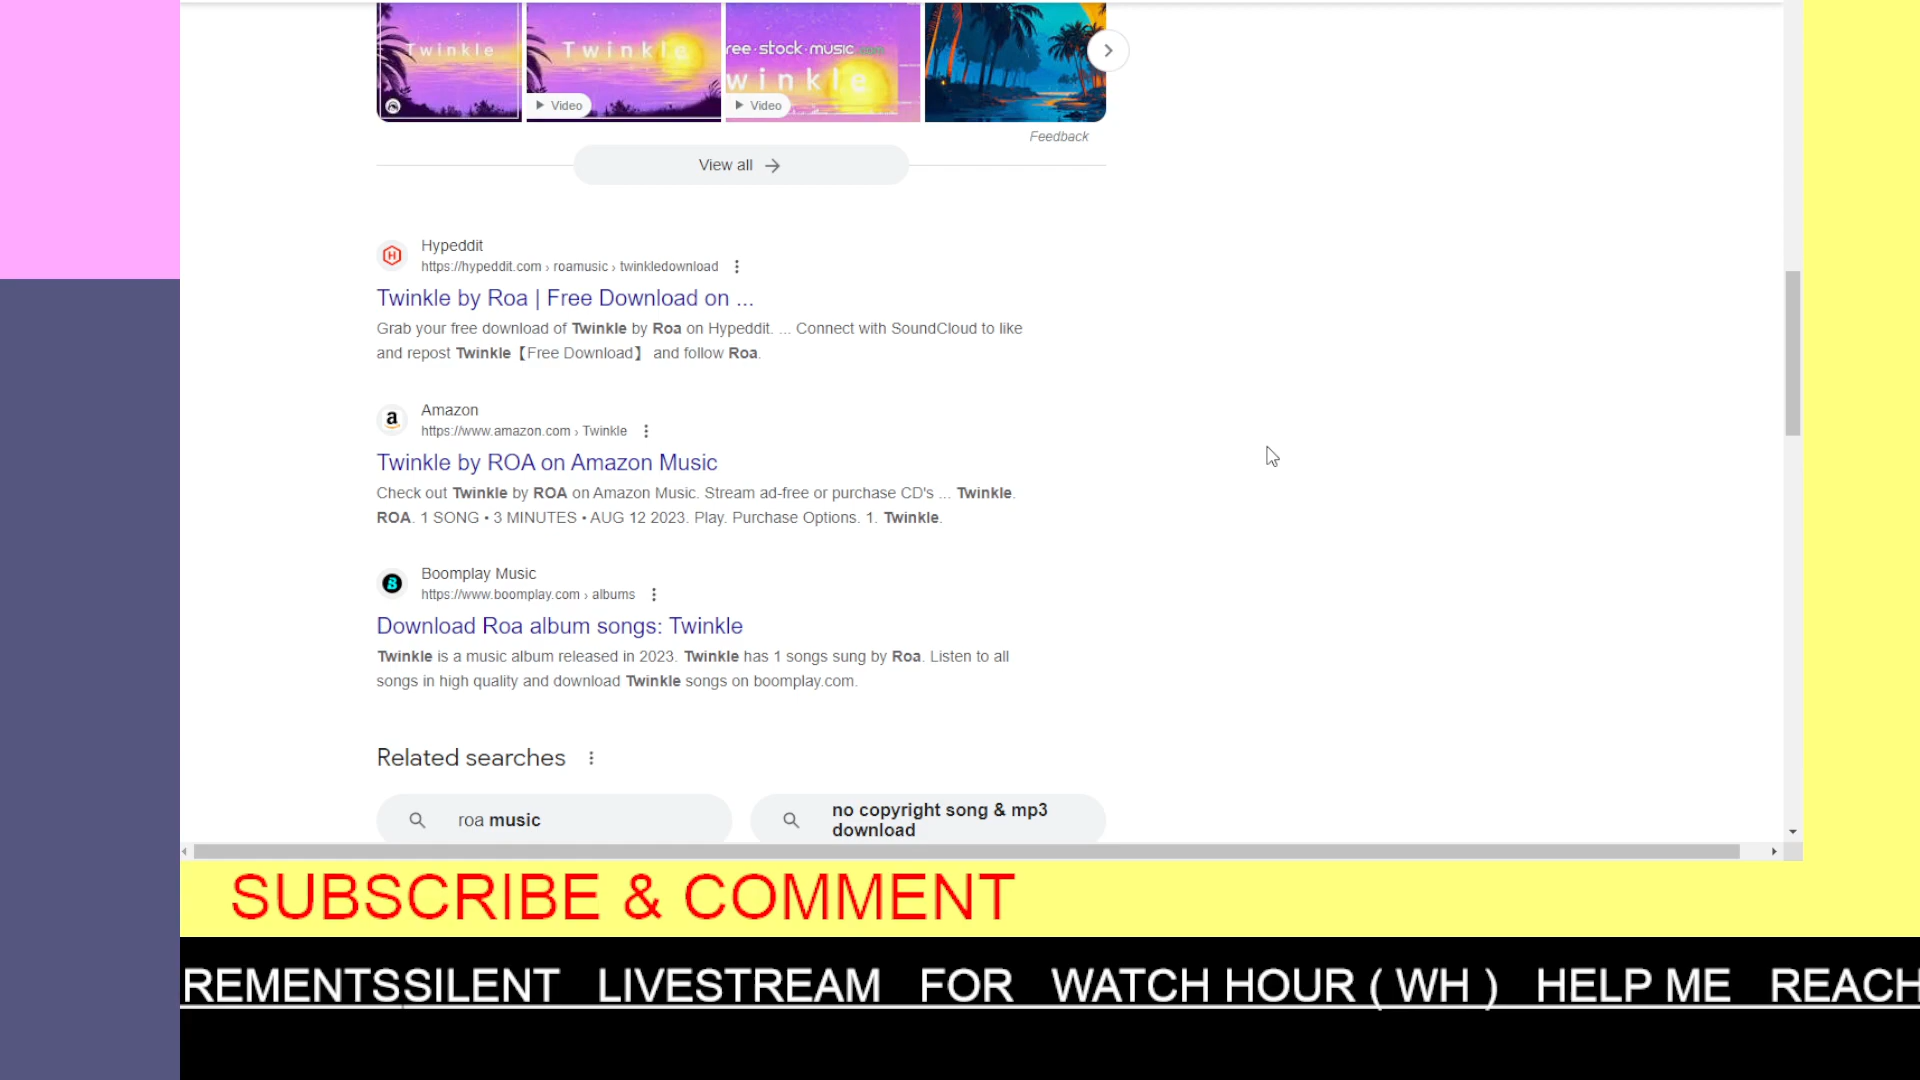 Twinkle
Twinkle
Video
ree-stock-music.com
winkle
Video
Feedback
View all
Hypeddit
https://hypeddit.com › roamusic › twinkledownload
Twinkle by Roa | Free Download on ...
Grab your free download of Twinkle by Roa on Hypeddit. ... Connect with SoundCloud to like
and repost Twinkle【Free Download】 and follow Roa.
Amazon
https://www.amazon.com › Twinkle
Twinkle by ROA on Amazon Music
Check out Twinkle by ROA on Amazon Music. Stream ad-free or purchase CD's ... Twinkle.
ROA. 1 SONG • 3 MINUTES • AUG 12 2023. Play. Purchase Options. 1. Twinkle.
Boomplay Music
https://www.boomplay.com › albums
Download Roa album songs: Twinkle
Twinkle is a music album released in 2023. Twinkle has 1 songs sung by Roa. Listen to all
songs in high quality and download Twinkle songs on boomplay.com.
Related searches
roa music
no copyright song & mp3
download
SUBSCRIBE & COMMENT
REMENTSSILENT LIVESTREAM FOR WATCH HOUR ( WH ) HELP ME REACH